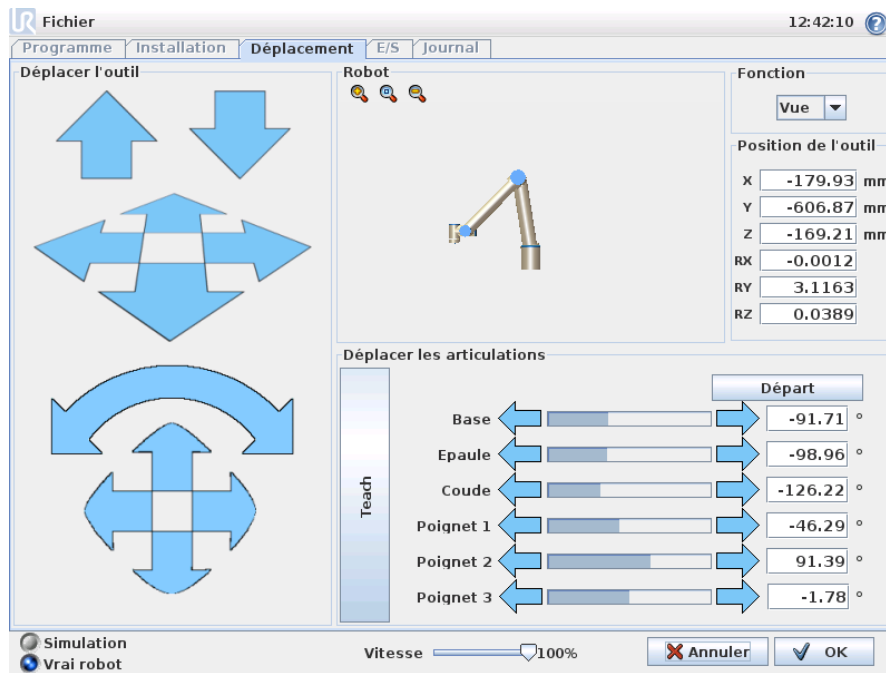 UR Fichier 12:42:10 ?
Programme Installation Déplacement E/S Journal
Déplacer l'outil
Robot
Fonction
Vue
Position de l'outil
X -179.93 mm
Y -606.87 mm
Z -169.21 mm
RX -0.0012
RY 3.1163
RZ 0.0389
Déplacer les articulations
Départ
Teach
Base -91.71 °
Epaule -98.96 °
Coude -126.22 °
Poignet 1 -46.29 °
Poignet 2 91.39 °
Poignet 3 -1.78 °
Simulation
Vrai robot
Vitesse 100%
Annuler
OK